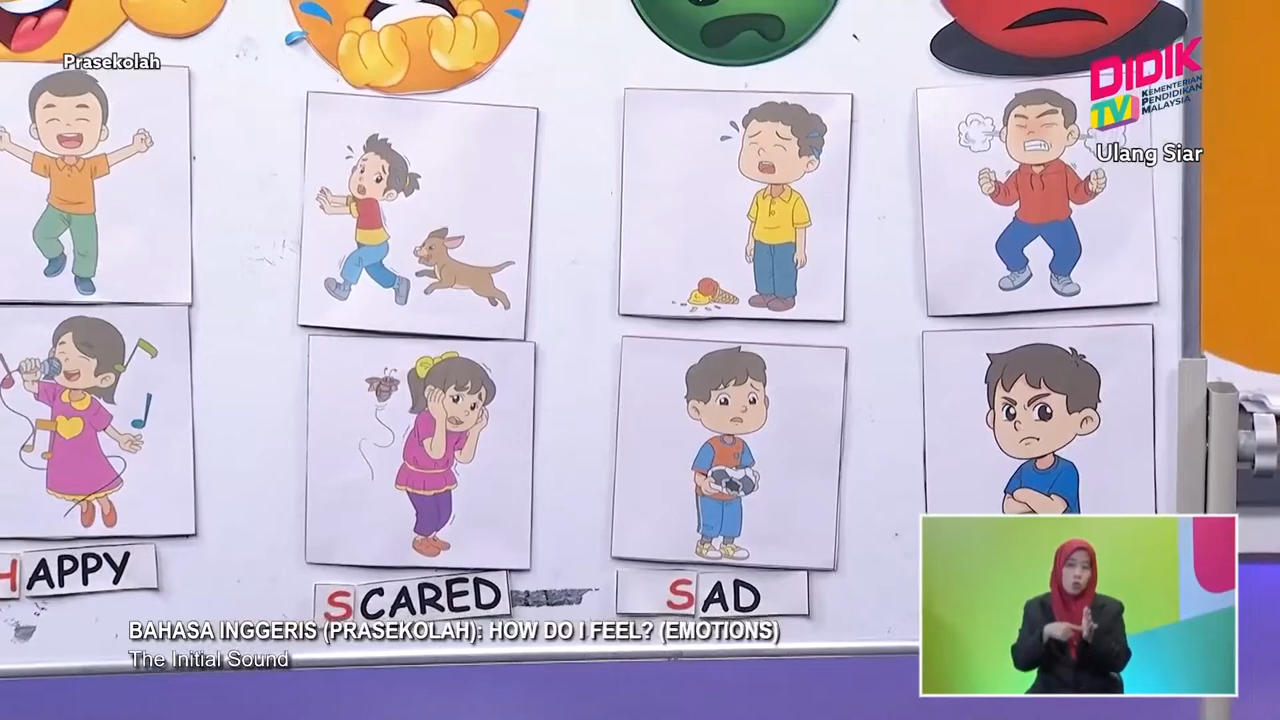 Prasekolah
DIDIK
TV
KEMENTERIAN
PENDIDIKAN
MALAYSIA
Ulang Siar
HAPPY
SCARED
SAD
BAHASA INGGERIS (PRASEKOLAH): HOW DO I FEEL? (EMOTIONS)
The Initial Sound